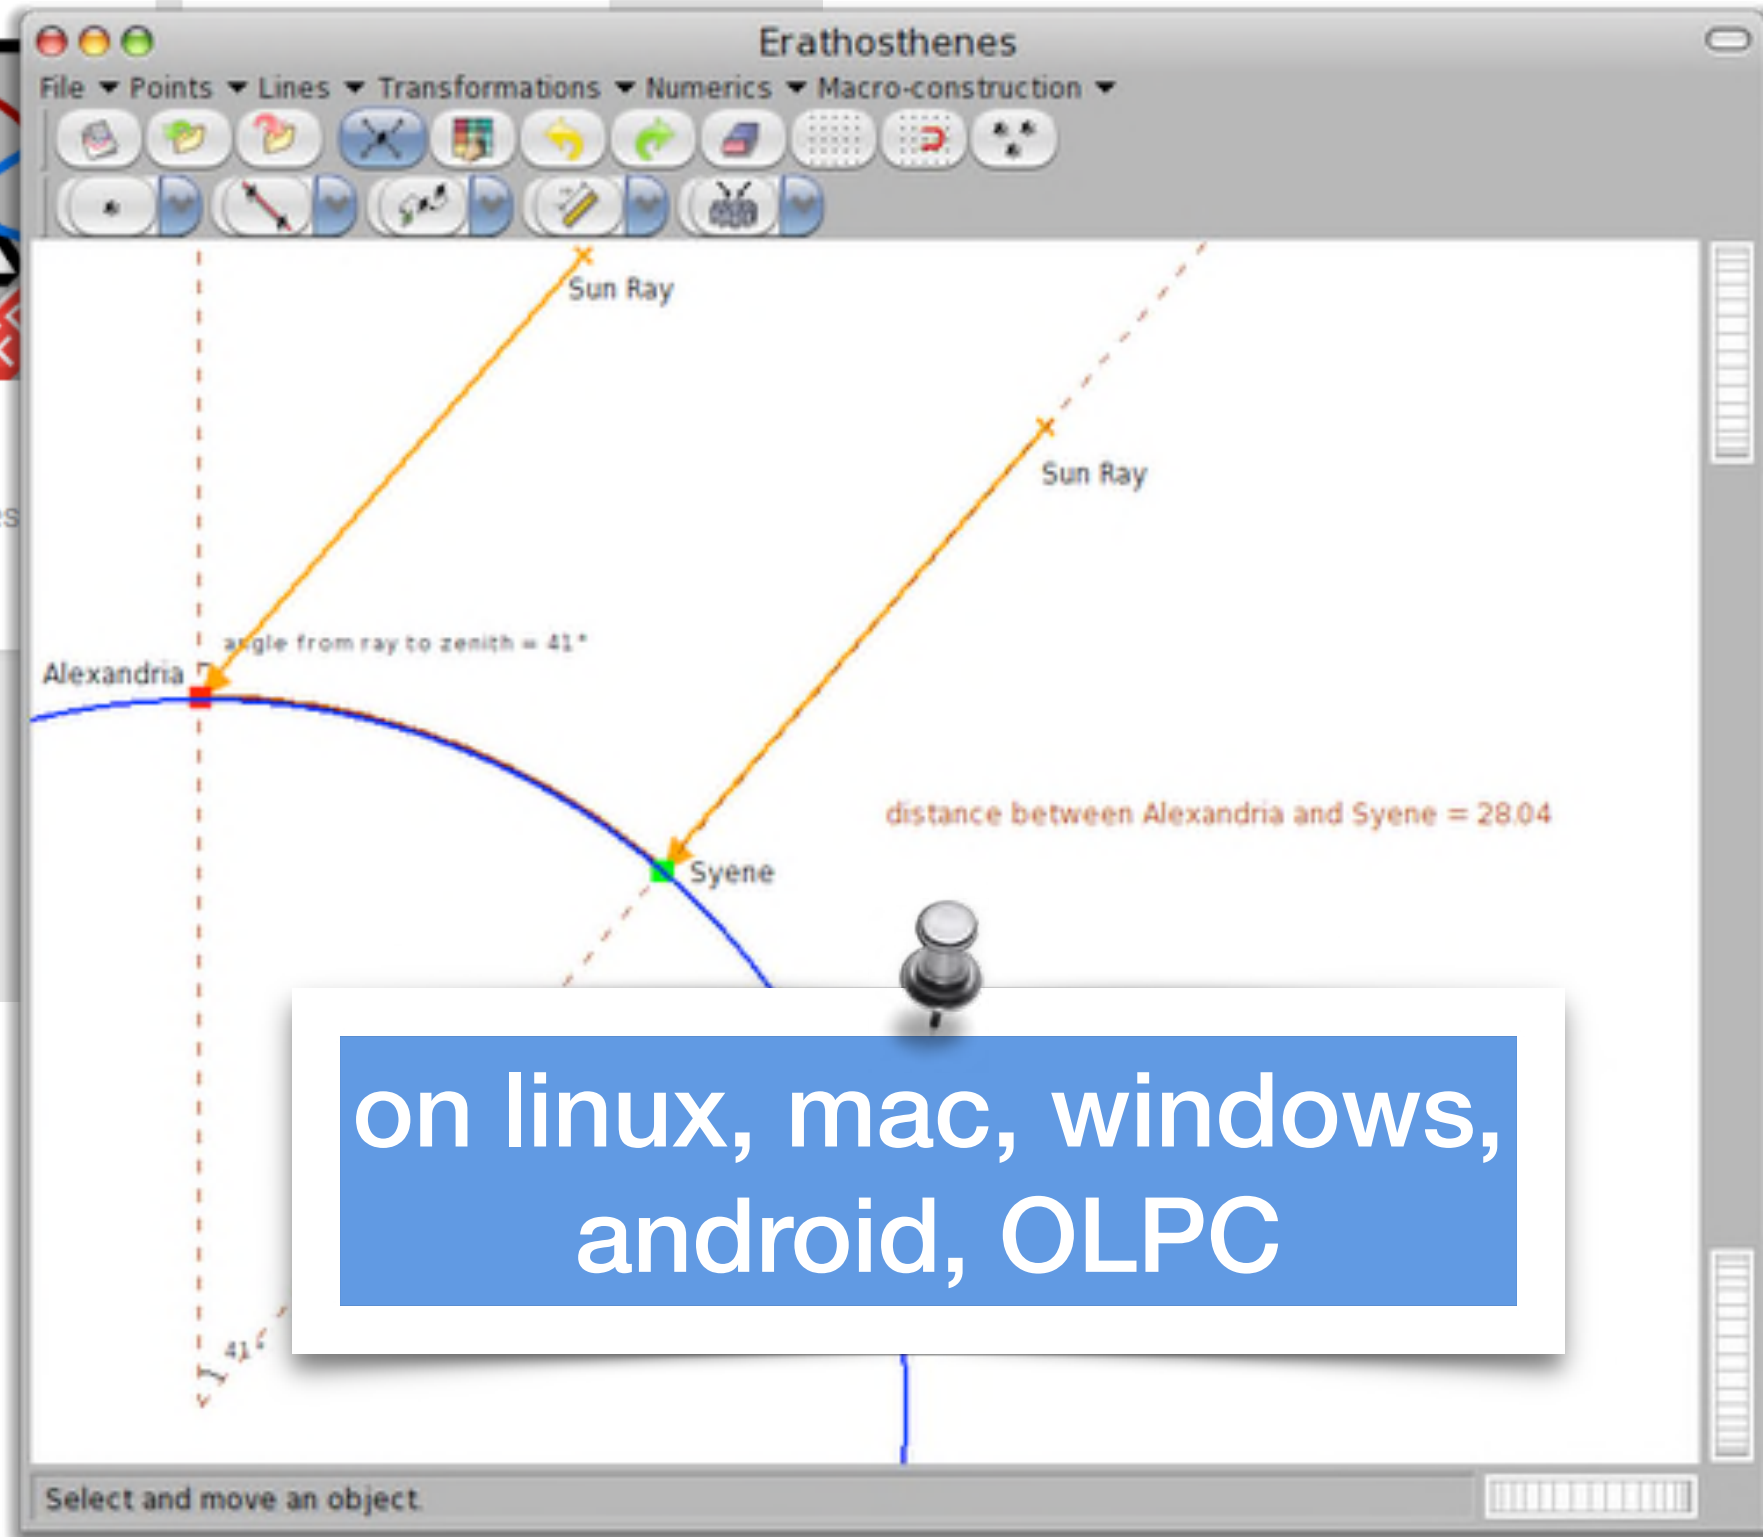 Erathosthenes
File Points Lines Transformations Numerics Macro-construction
Sun Ray
Sun Ray
angle from ray to zenith = 41°
Alexandria
distance between Alexandria and Syene = 28.04
Syene
on linux, mac, windows,
android, OLPC
41°
Select and move an object.